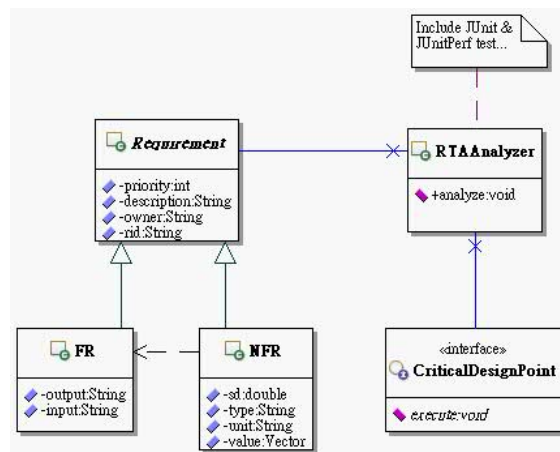 Include JUnit &
JUnitPerf test...
Requirement
-priority:int
-description:String
-owner:String
-rid:String
RTAAnalyzer
+analyze:void
FR
-output:String
-input:String
NFR
-sd:double
-type:String
-unit:String
-value:Vector
«interface»
CriticalDesignPoint
execute:void